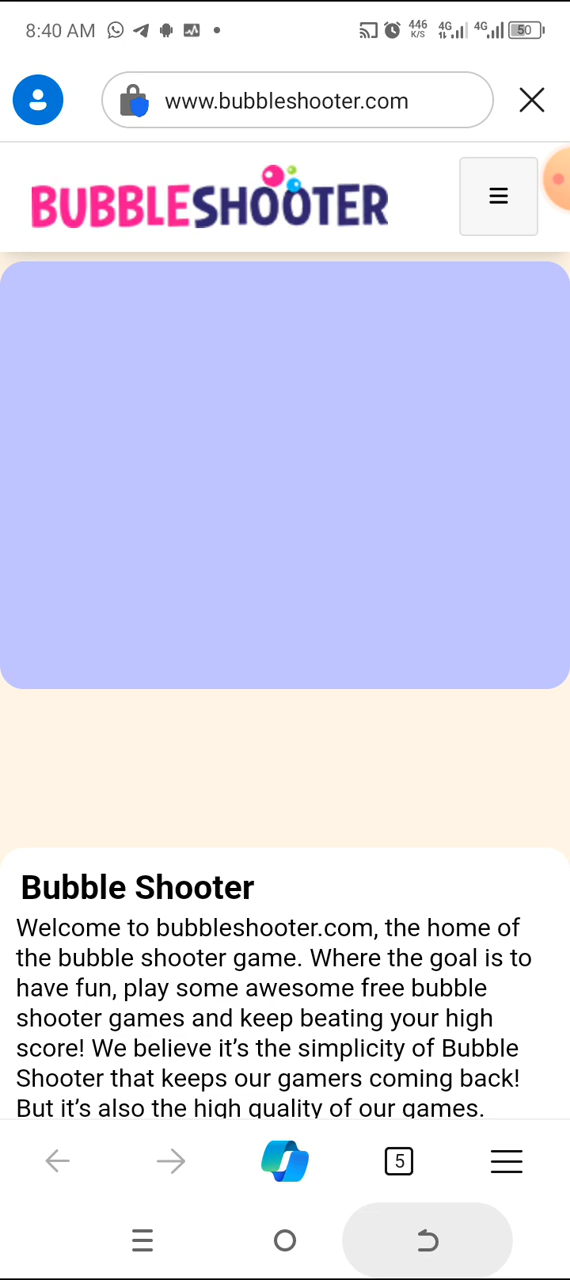 8:40 AM 446 K/S 4G 4G 50
www.bubbleshooter.com
BUBBLESHOOTER
Bubble Shooter
Welcome to bubbleshooter.com, the home of
the bubble shooter game. Where the goal is to
have fun, play some awesome free bubble
shooter games and keep beating your high
score! We believe it’s the simplicity of Bubble
Shooter that keeps our gamers coming back!
But it’s also the high quality of our games.
5